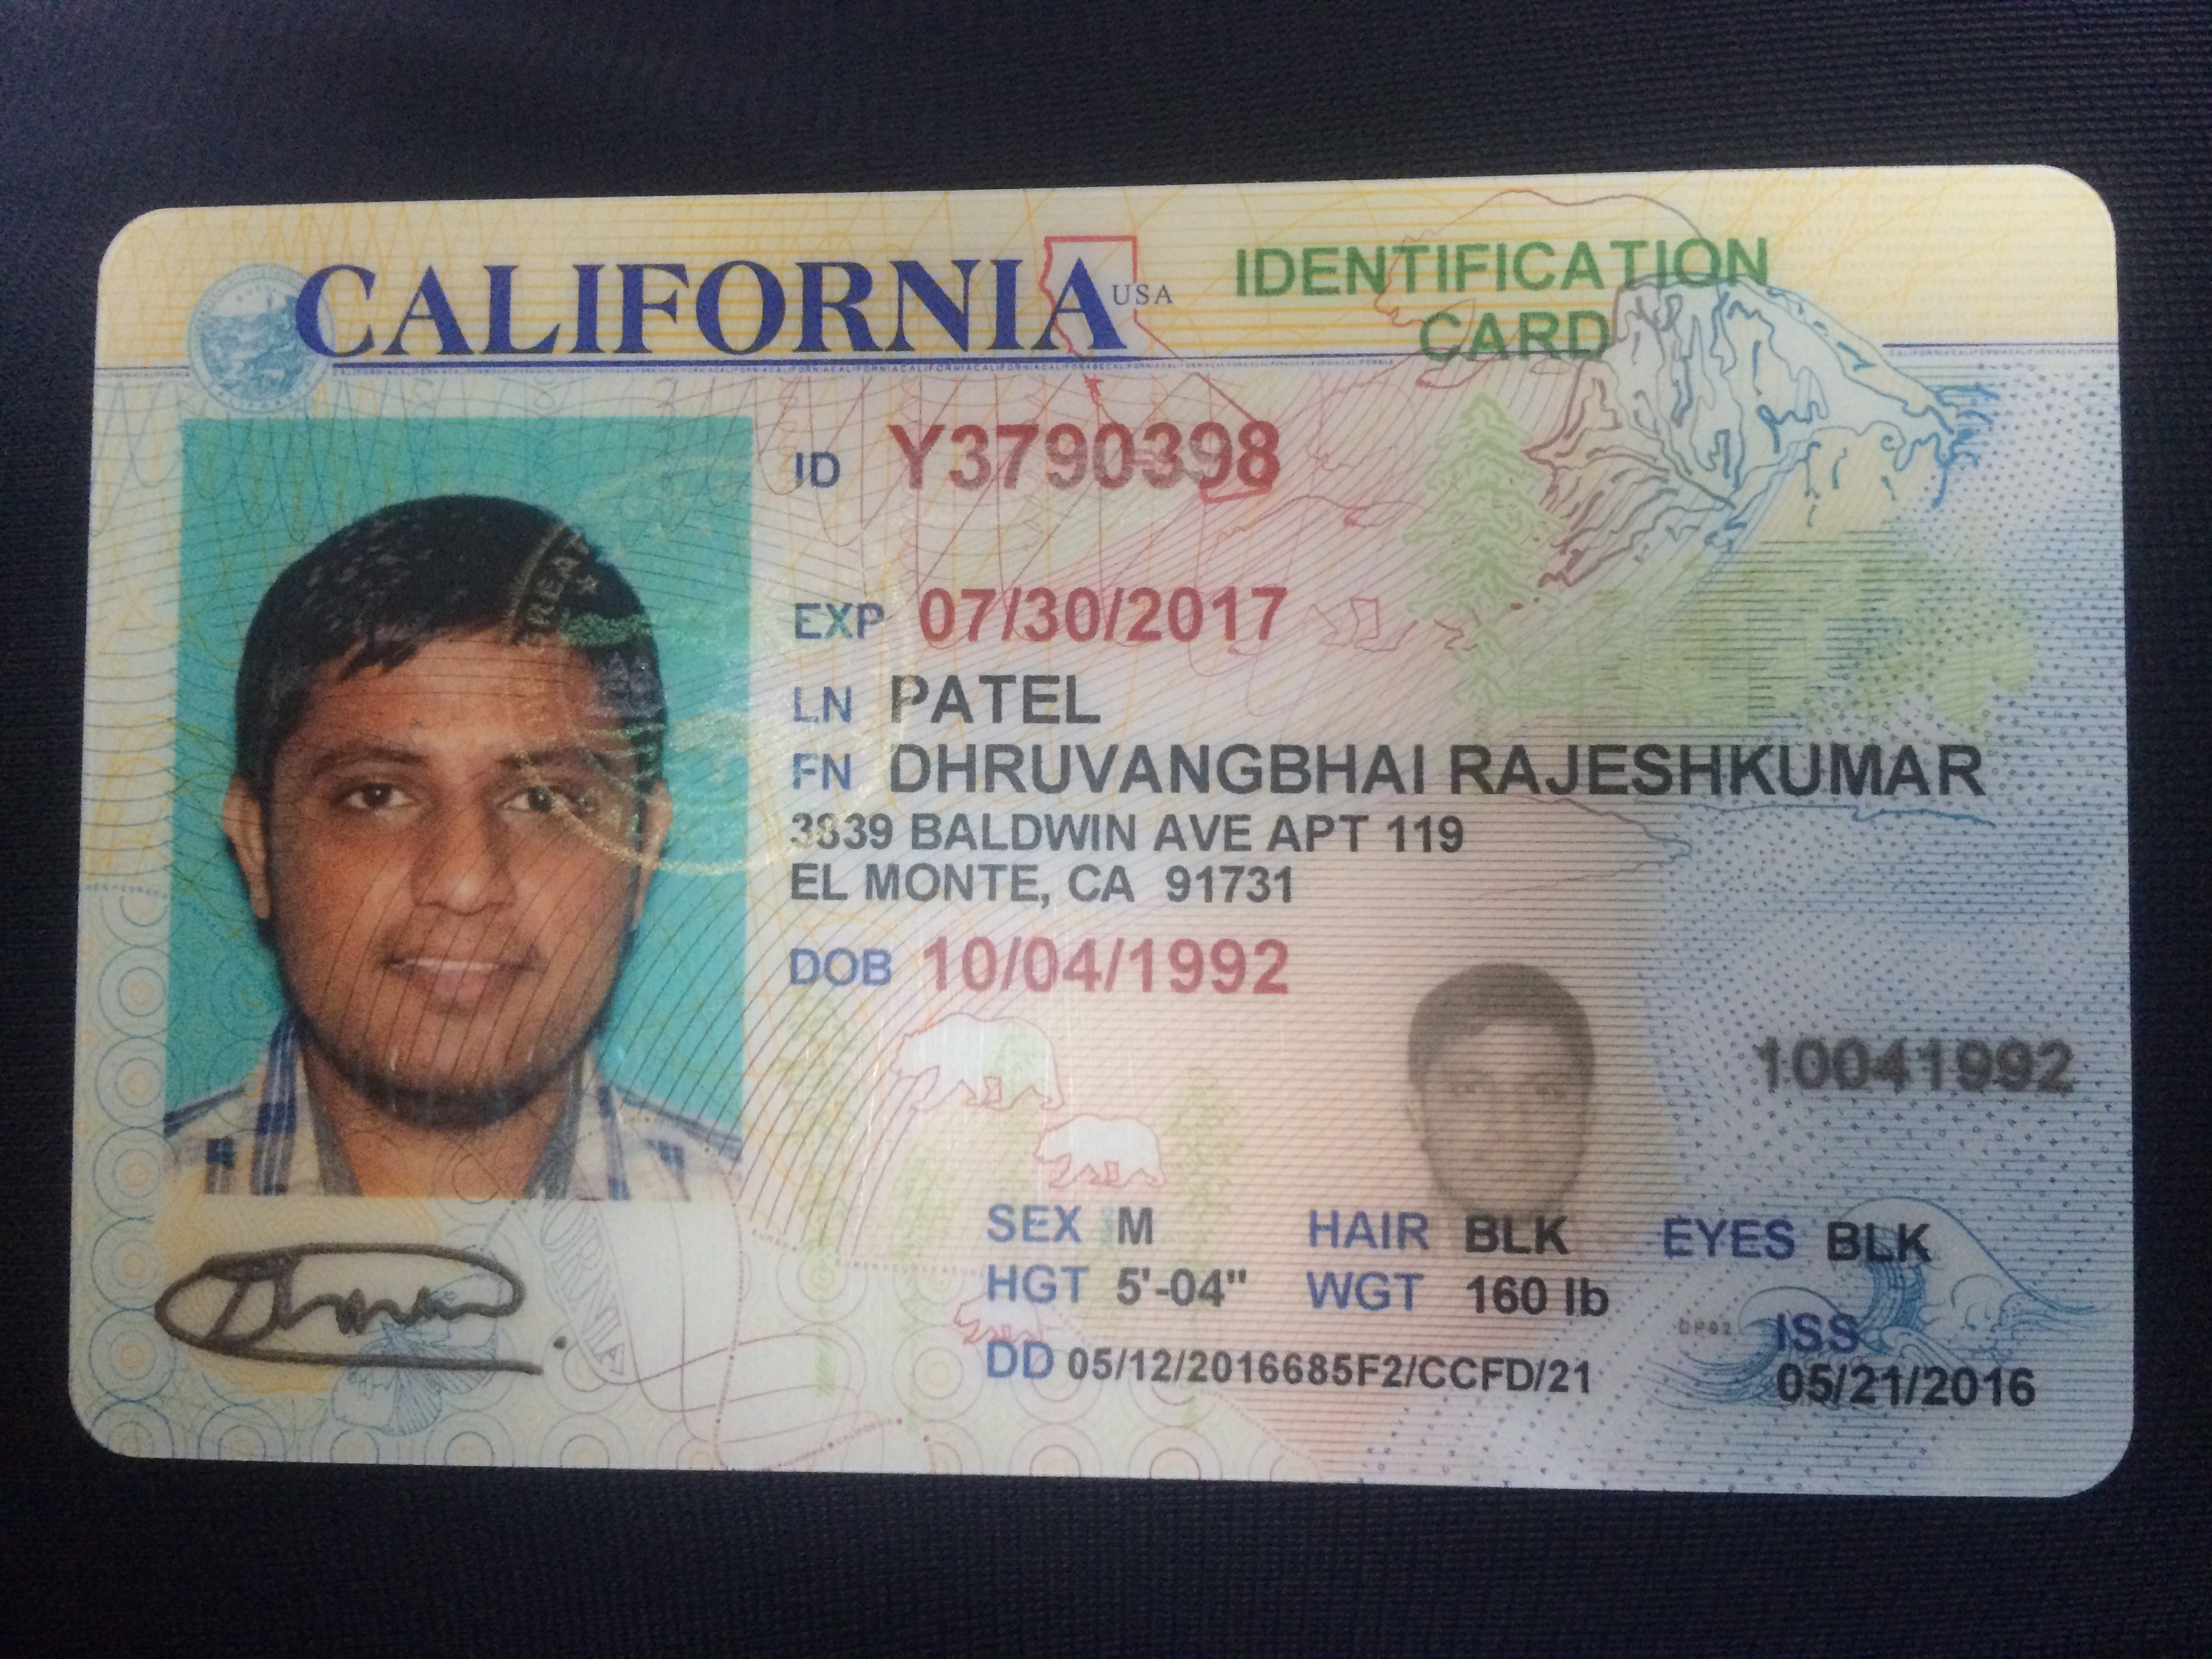 CALIFORNIA USA IDENTIFICATION
CARD
ID Y3790398
EXP 07/30/2017
LN PATEL
FN DHRUVANGBHAI RAJESHKUMAR
3839 BALDWIN AVE APT 119
EL MONTE, CA 91731
DOB 10/04/1992
10041992
SEX M HAIR BLK EYES BLK
HGT 5'-04" WGT 160 lb
ISS
DD 05/12/2016685F2/CCFD/21
05/21/2016